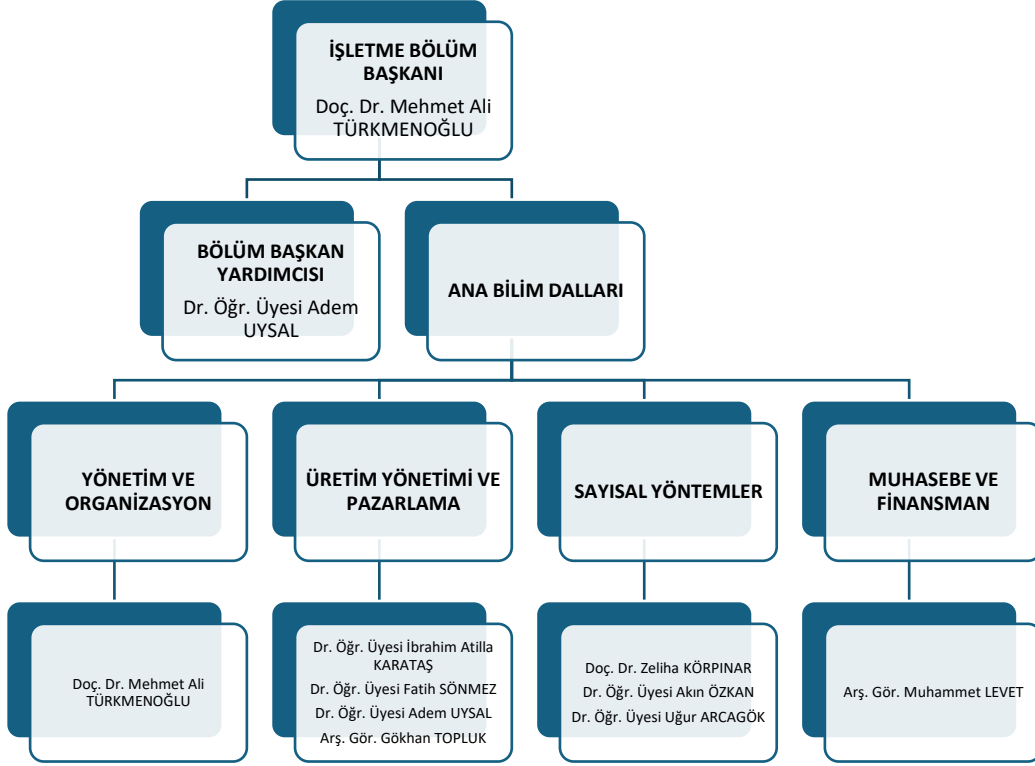 İŞLETME BÖLÜM
BAŞKANI
Doç. Dr. Mehmet Ali
TÜRKMENOĞLU
BÖLÜM BAŞKAN
YARDIMCISI
Dr. Öğr. Üyesi Adem
UYSAL
ANA BİLİM DALLARI
YÖNETİM VE
ORGANİZASYON
ÜRETİM YÖNETİMİ VE
PAZARLAMA
SAYISAL YÖNTEMLER
MUHASEBE VE
FİNANSMAN
Doç. Dr. Mehmet Ali
TÜRKMENOĞLU
Dr. Öğr. Üyesi İbrahim Atilla
KARATAŞ
Dr. Öğr. Üyesi Fatih SÖNMEZ
Dr. Öğr. Üyesi Adem UYSAL
Arş. Gör. Gökhan TOPLUK
Doç. Dr. Zeliha KÖRPINAR
Dr. Öğr. Üyesi Akın ÖZKAN
Dr. Öğr. Üyesi Uğur ARCAGÖK
Arş. Gör. Muhammet LEVET